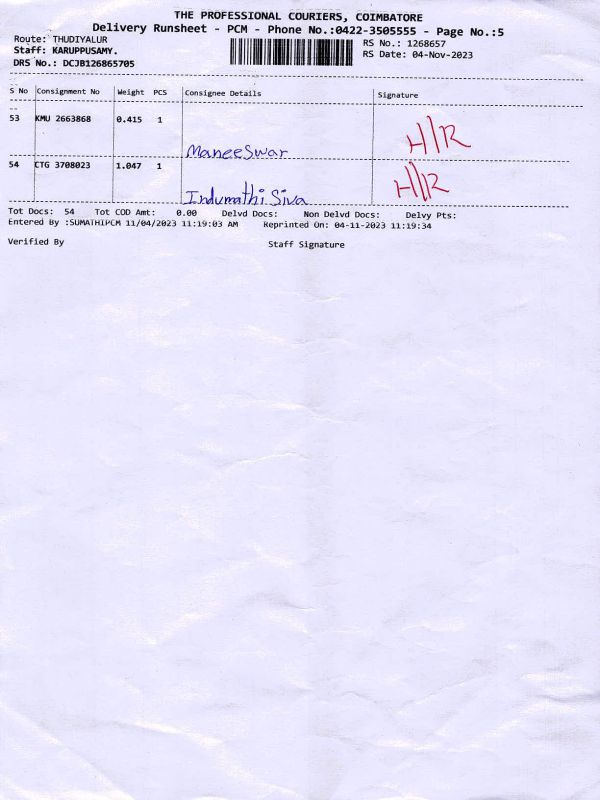 THE PROFESSIONAL COURIERS, COIMBATORE
Delivery Runsheet - PCM - Phone No.:0422-3505555 - Page No.:5
Route: THUDIYALUR
RS No.: 1268657
Staff: KARUPPUSAMY.
RS Date: 04-Nov-2023
DRS No.: DCJB126865705
S No Consignment No Weight PCS Consignee Details Signature
53 KMU 2663868 0.415 1 H/R
Maneeswar
54 CTG 3708023 1.047 1 H/R
Indumathi Siva
Tot Docs: 54 Tot COD Amt: 0.00 Delvd Docs: Non Delvd Docs: Delvy Pts:
Entered By :SUMATHIPCM 11/04/2023 11:19:03 AM Reprinted On: 04-11-2023 11:19:34
Verified By Staff Signature